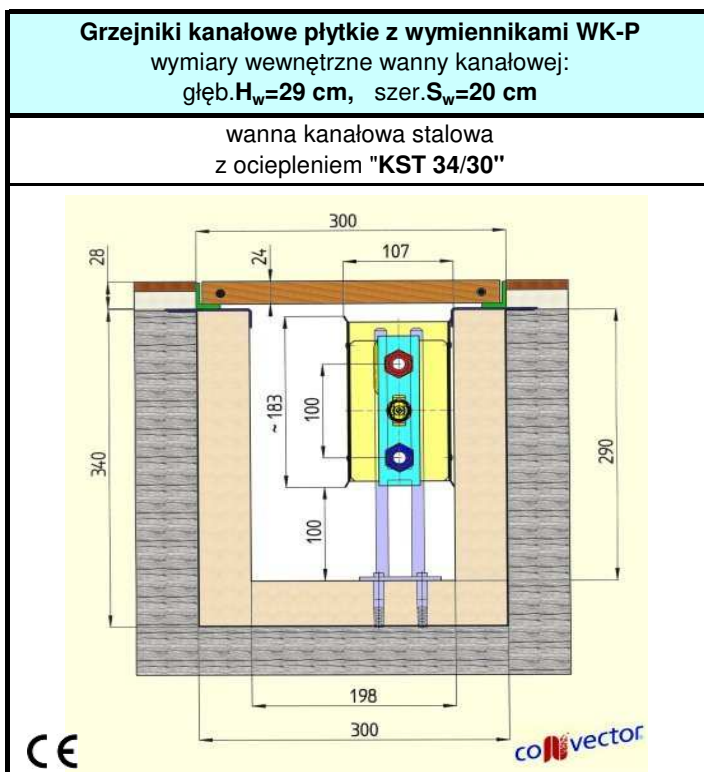 Grzejniki kanałowe płytkie z wymiennikami WK-P
wymiary wewnętrzne wanny kanałowej:
głęb.Hw=29 cm, szer.Sw=20 cm
wanna kanałowa stalowa
z ociepleniem "KST 34/30"
300
28
24
107
~183
100
340
290
100
198
300
CE
convector